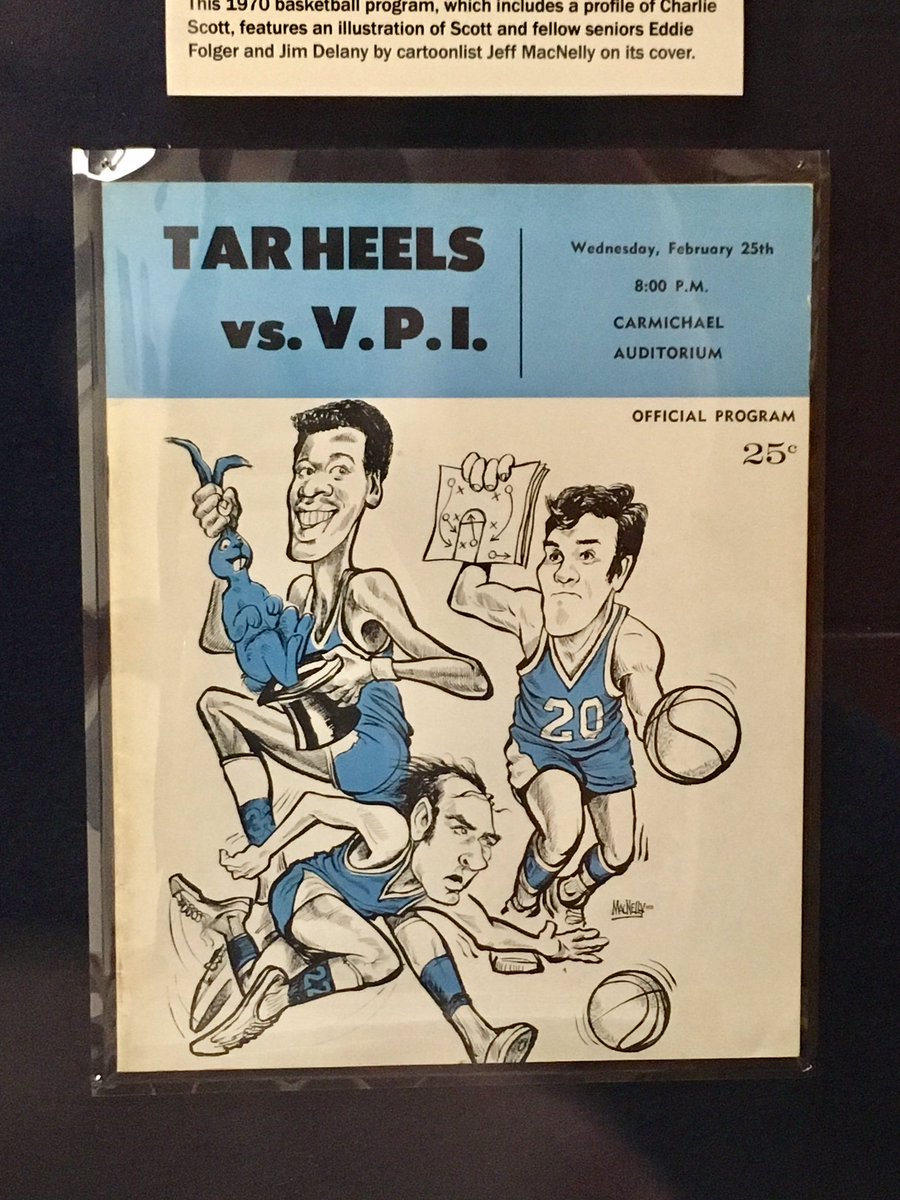 This 1970 basketball program, which includes a profile of Charlie
Scott, features an illustration of Scott and fellow seniors Eddie
Folger and Jim Delany by cartoonlist Jeff MacNelly on its cover.
TAR HEELS
vs. V.P.I.
Wednesday, February 25th
8:00 P.M.
CARMICHAEL
AUDITORIUM
OFFICIAL PROGRAM
25c
20
MACNELLY